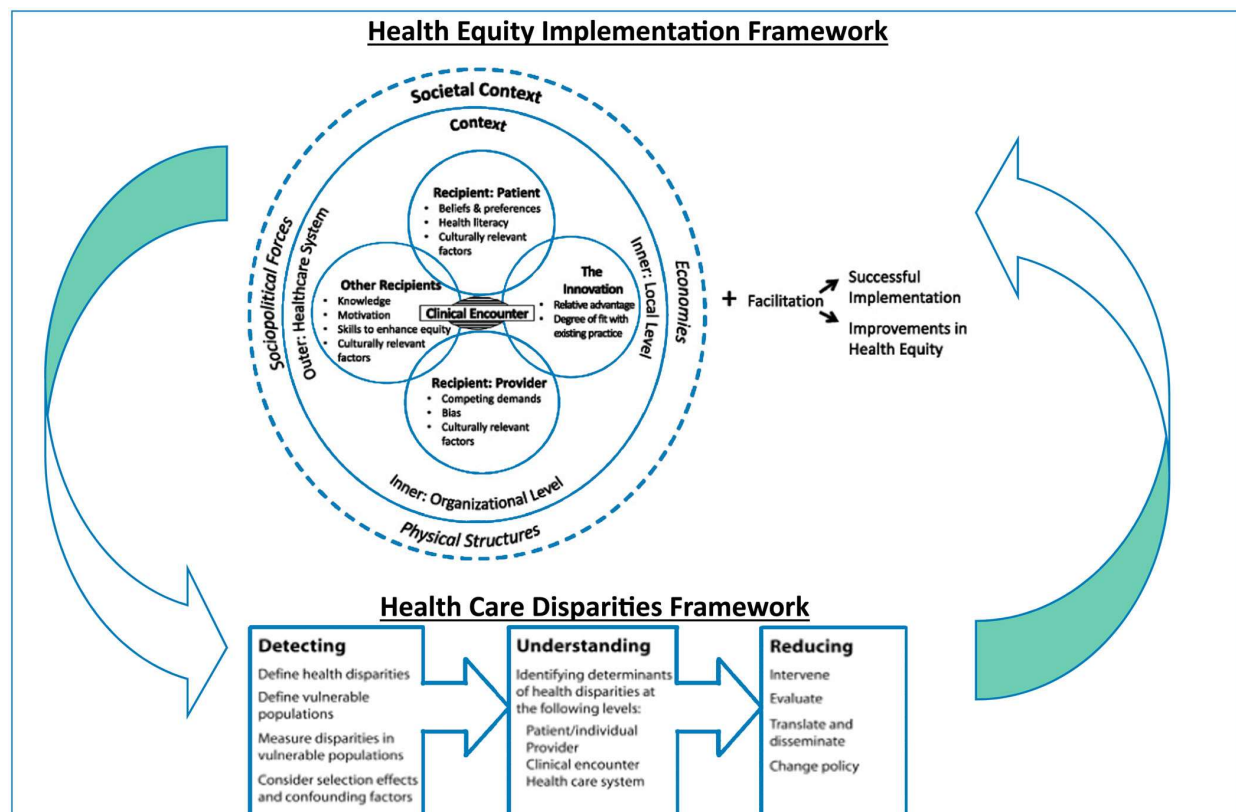 Health Equity Implementation Framework
Societal Context
Context
Sociopolitical Forces
Outer: Healthcare System
Recipient: Patient
• Beliefs & preferences
• Health literacy
• Culturally relevant
factors
Other Recipients
• Knowledge
• Motivation
• Skills to enhance equity
• Culturally relevant
factors
Clinical Encounter
The
Innovation
• Relative advantage
• Degree of fit with
existing practice
Recipient: Provider
• Competing demands
• Bias
• Culturally relevant
factors
Inner: Local Level
Economies
Inner: Organizational Level
Physical Structures
+ Facilitation
Successful
Implementation
Improvements in
Health Equity
Health Care Disparities Framework
Detecting
Define health disparities
Define vulnerable
populations
Measure disparities in
vulnerable populations
Consider selection effects
and confounding factors
Understanding
Identifying determinants
of health disparities at
the following levels:
Patient/individual
Provider
Clinical encounter
Health care system
Reducing
Intervene
Evaluate
Translate and
disseminate
Change policy